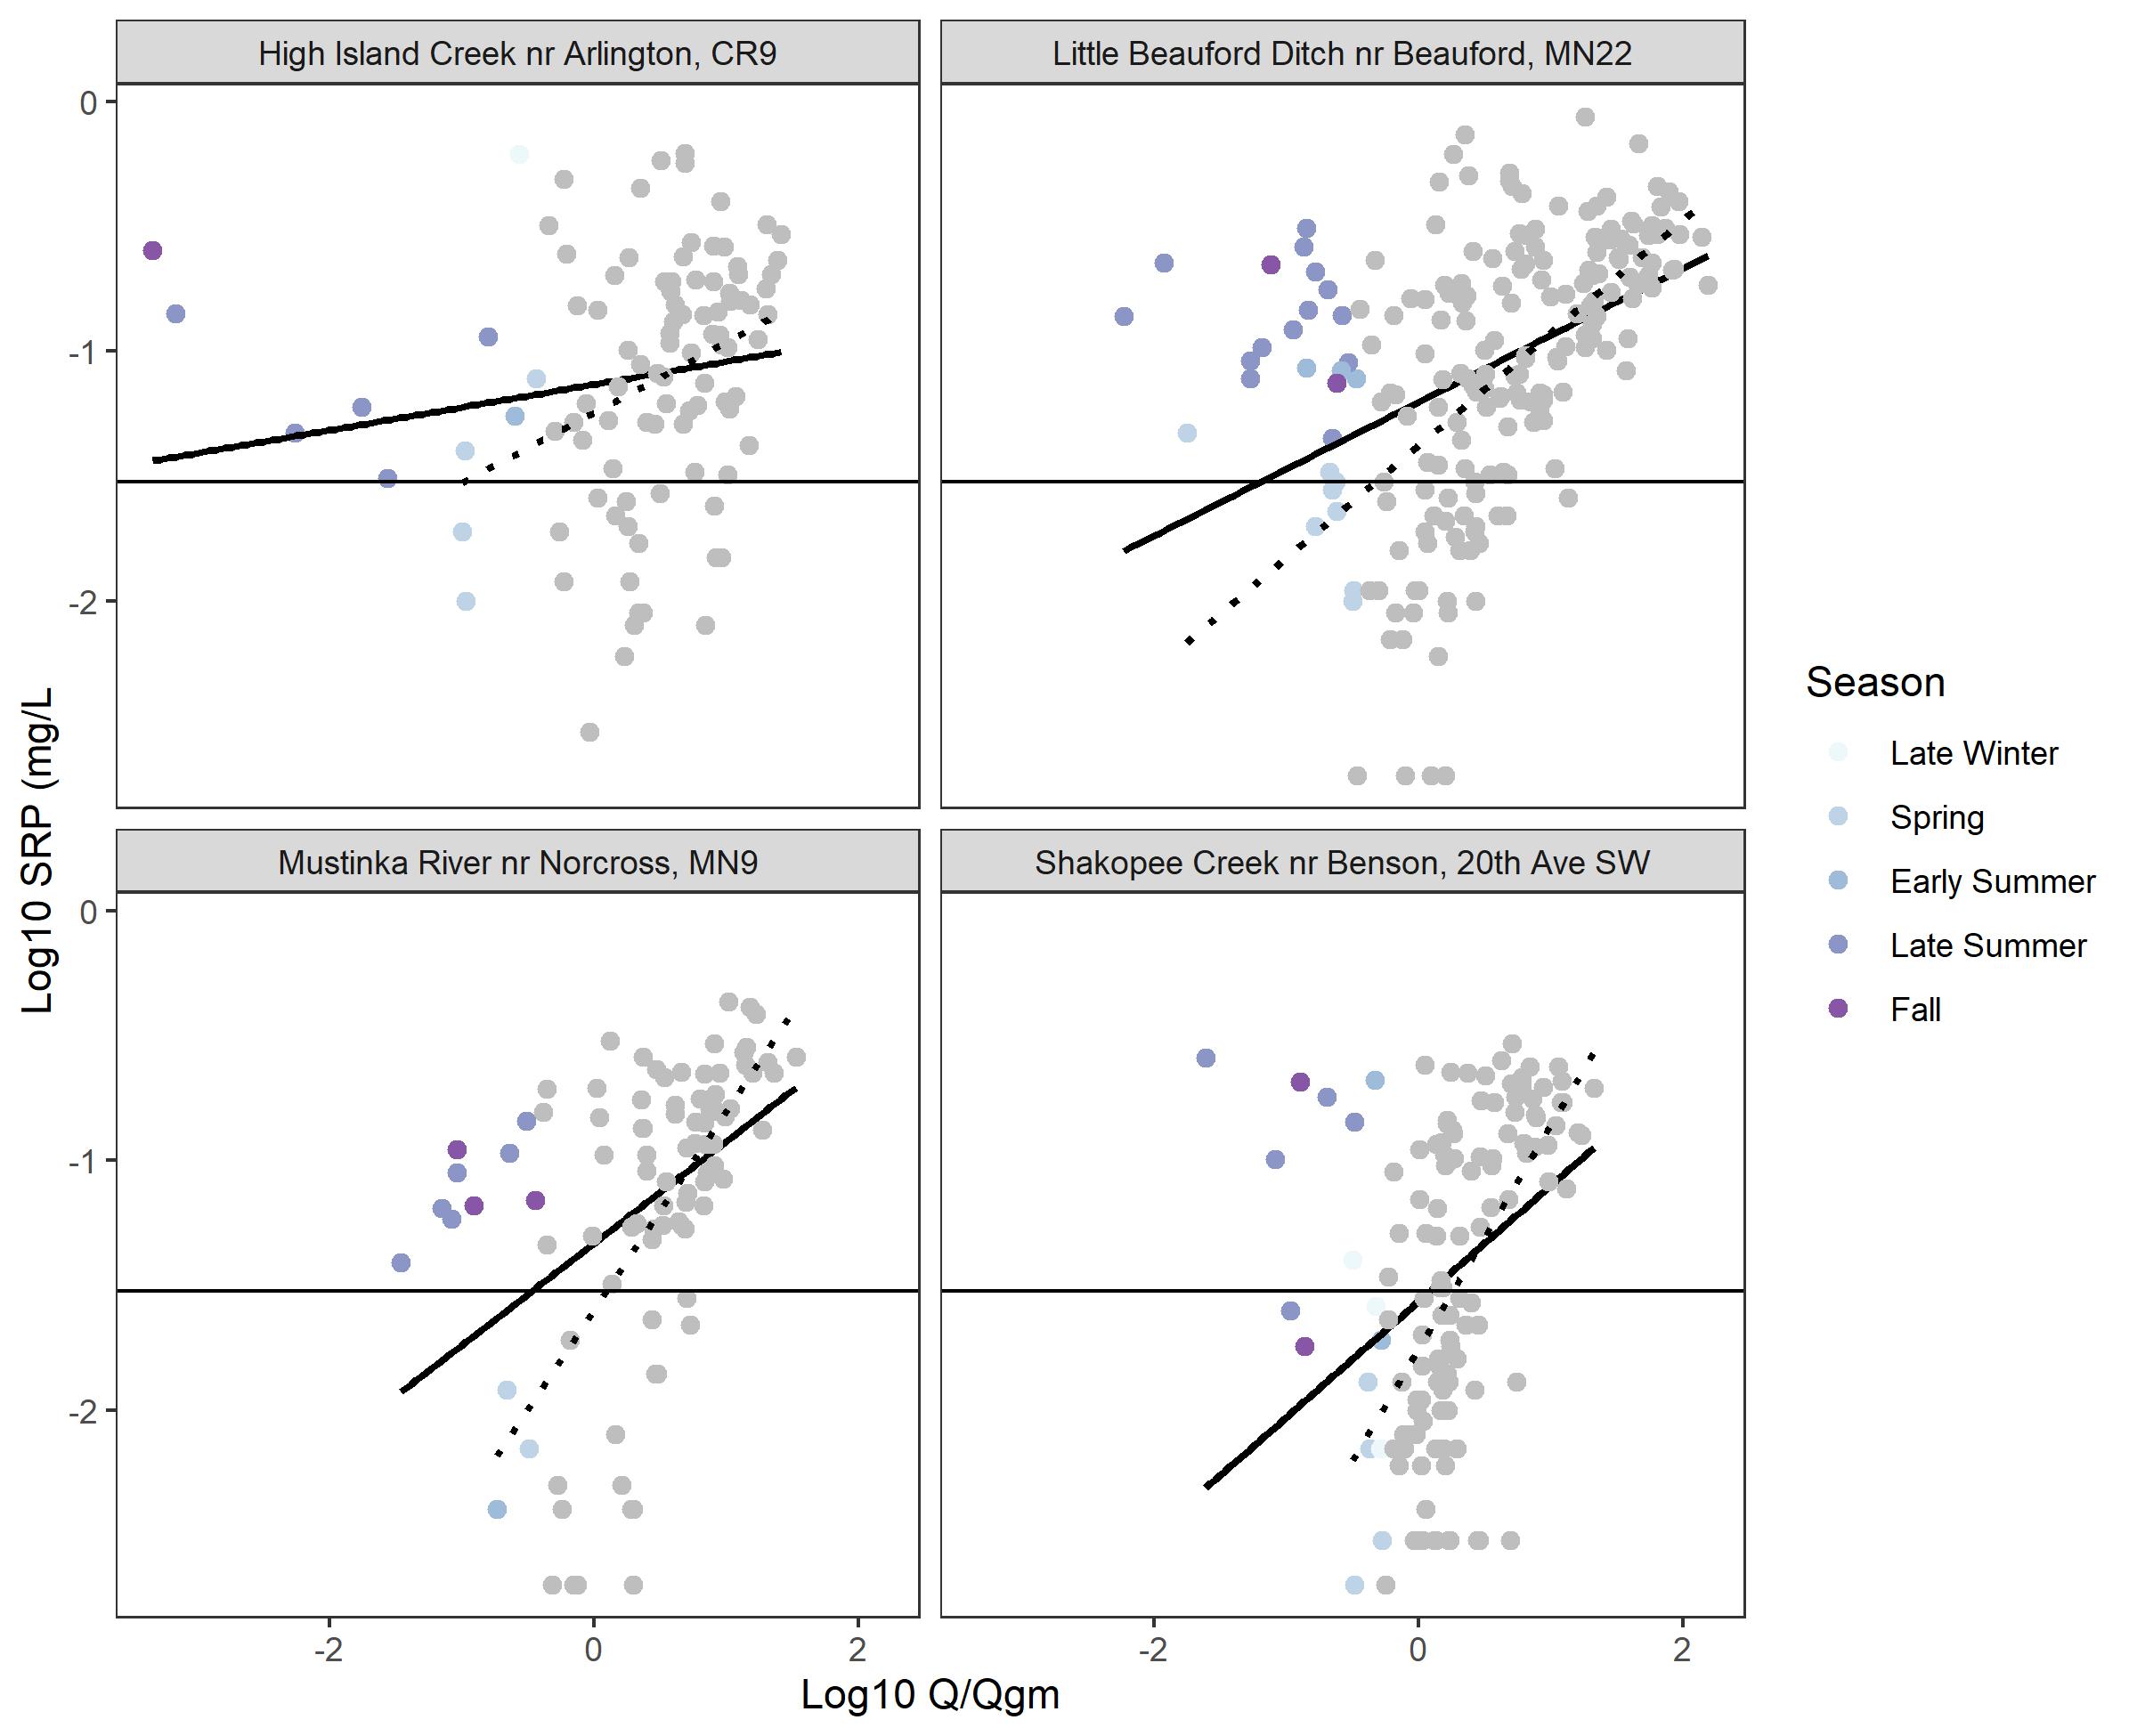 High Island Creek nr Arlington, CR9
Little Beauford Ditch nr Beauford, MN22
0
-1
-2
Mustinka River nr Norcross, MN9
Shakopee Creek nr Benson, 20th Ave SW
0
-1
-2
-2
0
2
-2
0
2
Log10 Q/Qgm
Log10 SRP (mg/L
Season
Late Winter
Spring
Early Summer
Late Summer
Fall